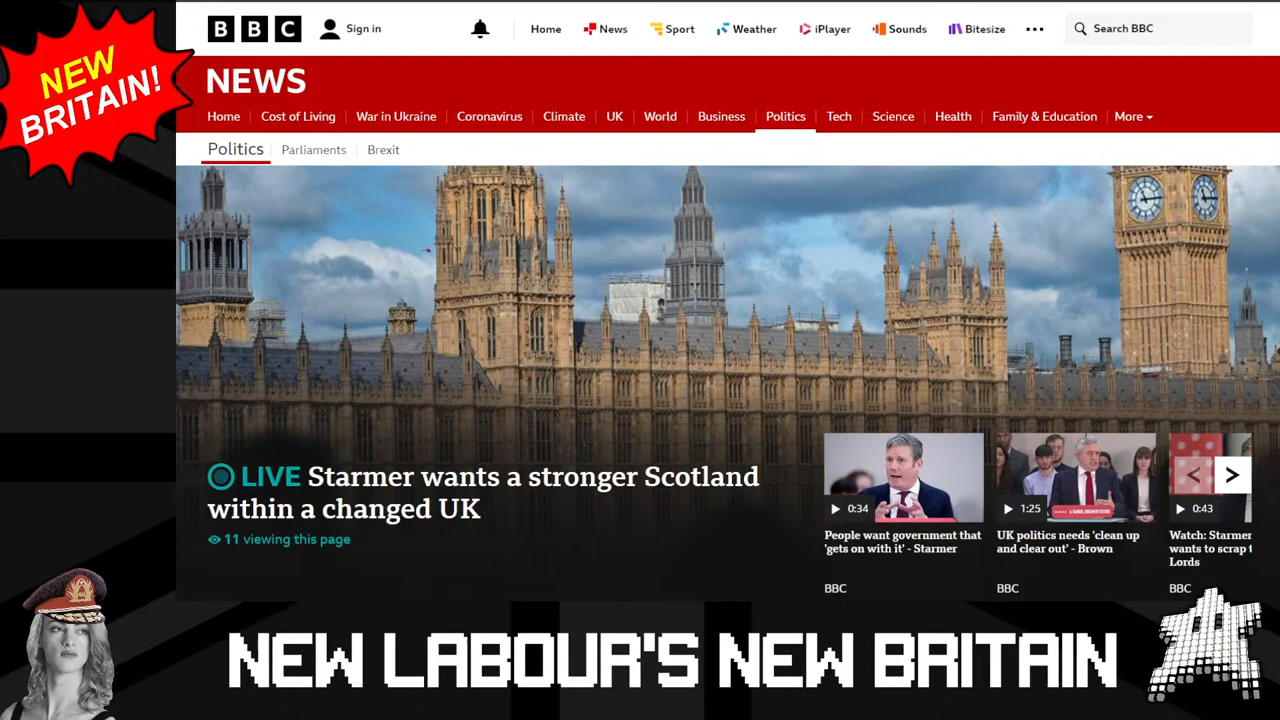 NEW
BRITAIN!
BBC
Sign in
Home
News
Sport
Weather
iPlayer
Sounds
Bitesize
Search BBC
NEWS
Home
Cost of Living
War in Ukraine
Coronavirus
Climate
UK
World
Business
Politics
Tech
Science
Health
Family & Education
More
Politics
Parliaments
Brexit
LIVE Starmer wants a stronger Scotland
within a changed UK
11 viewing this page
0:34
People want government that
'gets on with it' - Starmer
BBC
1:25
UK politics needs 'clean up
and clear out' - Brown
BBC
0:43
Watch: Starmer
wants to scrap
Lords
BBC
NEW LABOUR'S NEW BRITAIN